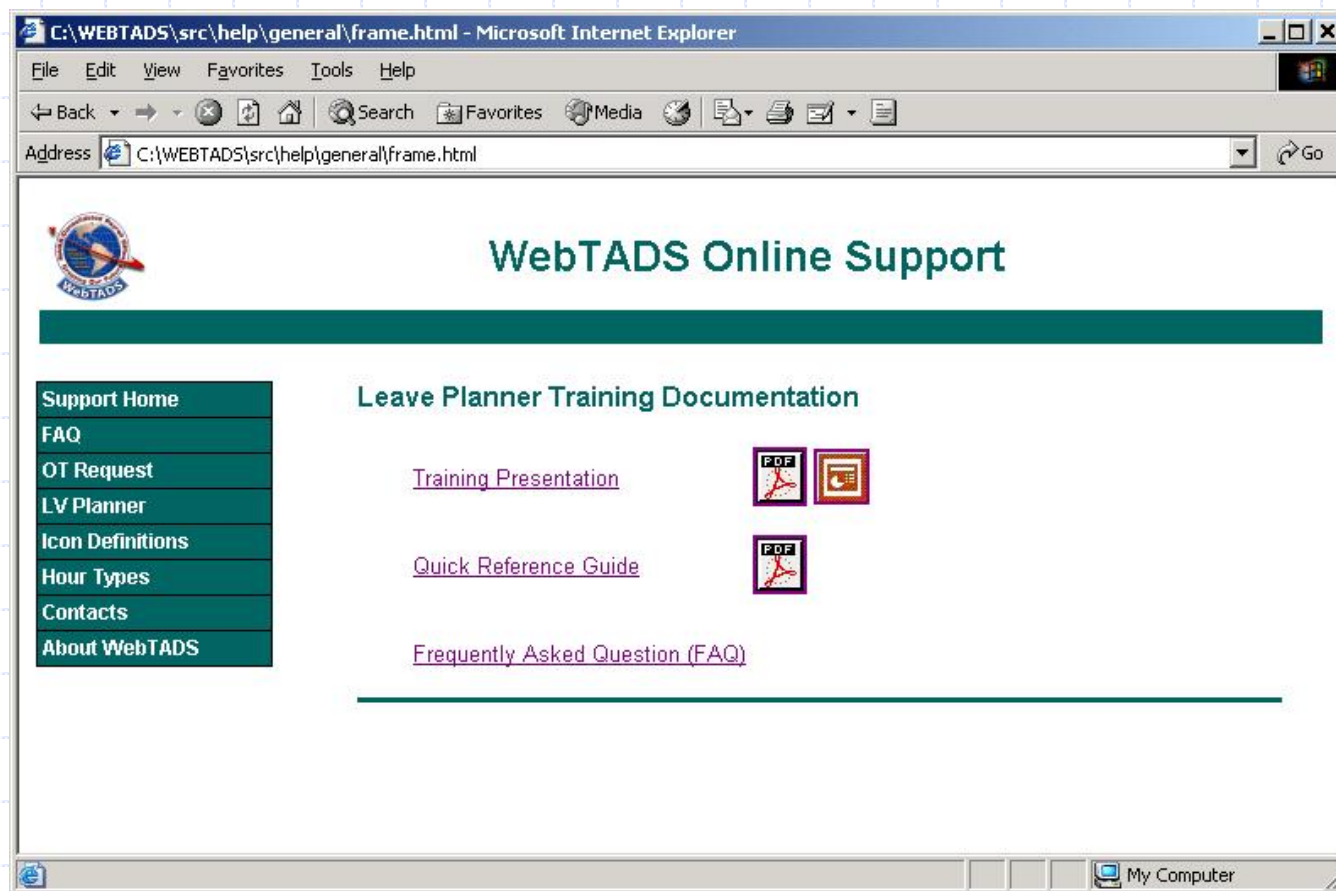 C:\WEBTADS\src\help\general\frame.html - Microsoft Internet Explorer
File Edit View Favorites Tools Help
Back Search Favorites Media
Address C:\WEBTADS\src\help\general\frame.html Go
WebTADS
WebTADS Online Support
Support Home
FAQ
OT Request
LV Planner
Icon Definitions
Hour Types
Contacts
About WebTADS
Leave Planner Training Documentation
Training Presentation PDF
Quick Reference Guide PDF
Frequently Asked Question (FAQ)
My Computer